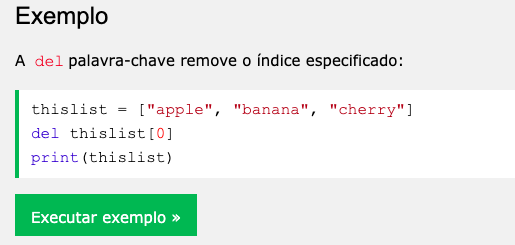 Exemplo
A del palavra-chave remove o índice especificado:
thislist = ["apple", "banana", "cherry"]
del thislist[0]
print(thislist)
Executar exemplo »